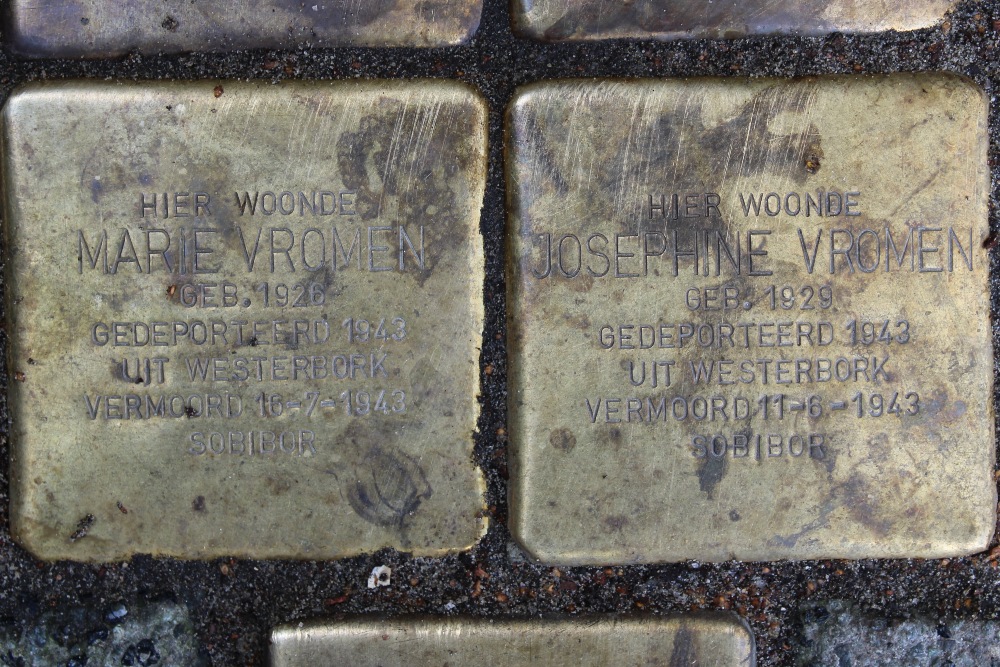 HIER WOONDE
MARIE VROMEN
GEB. 1926
GEDEPORTEERD 1943
UIT WESTERBORK
VERMOORD 16-7-1943
SOBIBOR
HIER WOONDE
JOSEPHINE VROMEN
GEB. 1929
GEDEPORTEERD 1943
UIT WESTERBORK
VERMOORD 11-6-1943
SOBIBOR